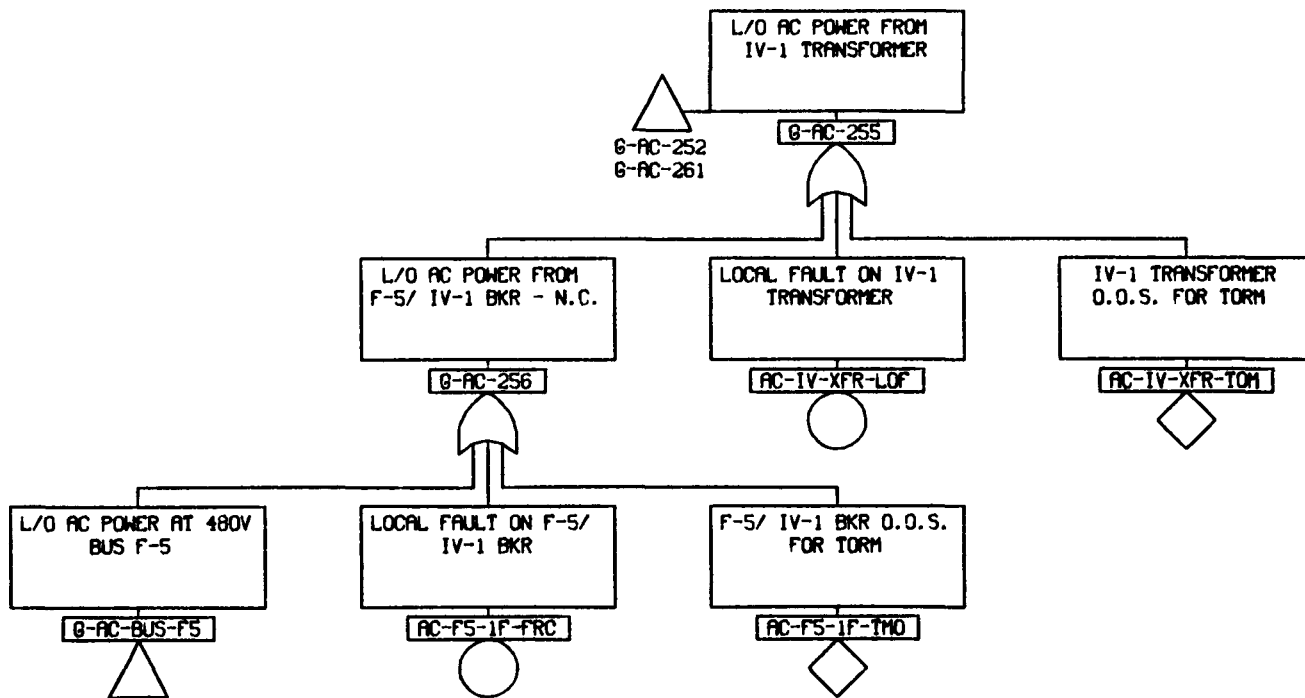 L/O AC POWER FROM
IV-1 TRANSFORMER
G-AC-252
G-AC-261
G-AC-255
L/O AC POWER FROM
F-5/ IV-1 BKR - N.C.
G-AC-256
LOCAL FAULT ON IV-1
TRANSFORMER
AC-IV-XFR-LOF
IV-1 TRANSFORMER
O.O.S. FOR TORM
AC-IV-XFR-TOM
L/O AC POWER AT 480V
BUS F-5
G-AC-BUS-F5
LOCAL FAULT ON F-5/
IV-1 BKR
AC-F5-1F-FRC
F-5/ IV-1 BKR O.O.S.
FOR TORM
AC-F5-1F-TMO